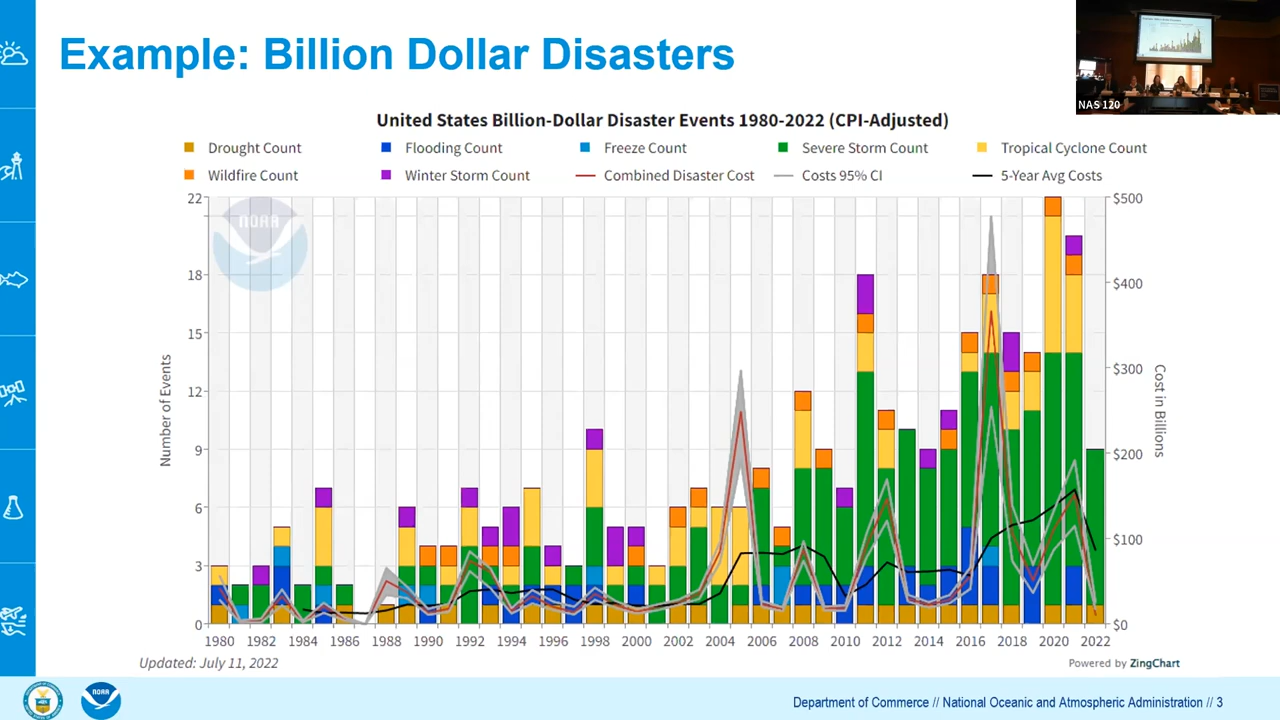 Example: Billion Dollar Disasters
NAS 120
United States Billion-Dollar Disaster Events 1980-2022 (CPI-Adjusted)
Drought Count Flooding Count Freeze Count Severe Storm Count Tropical Cyclone Count
Wildfire Count Winter Storm Count Combined Disaster Cost Costs 95% CI 5-Year Avg Costs
NOAA
Number of Events
22
18
15
12
9
6
3
0
$500
$400
$300
$200
$100
$0
Cost in Billions
1980 1982 1984 1986 1988 1990 1992 1994 1996 1998 2000 2002 2004 2006 2008 2010 2012 2014 2016 2018 2020 2022
Updated: July 11, 2022
Powered by ZingChart
NOAA
Department of Commerce // National Oceanic and Atmospheric Administration // 3